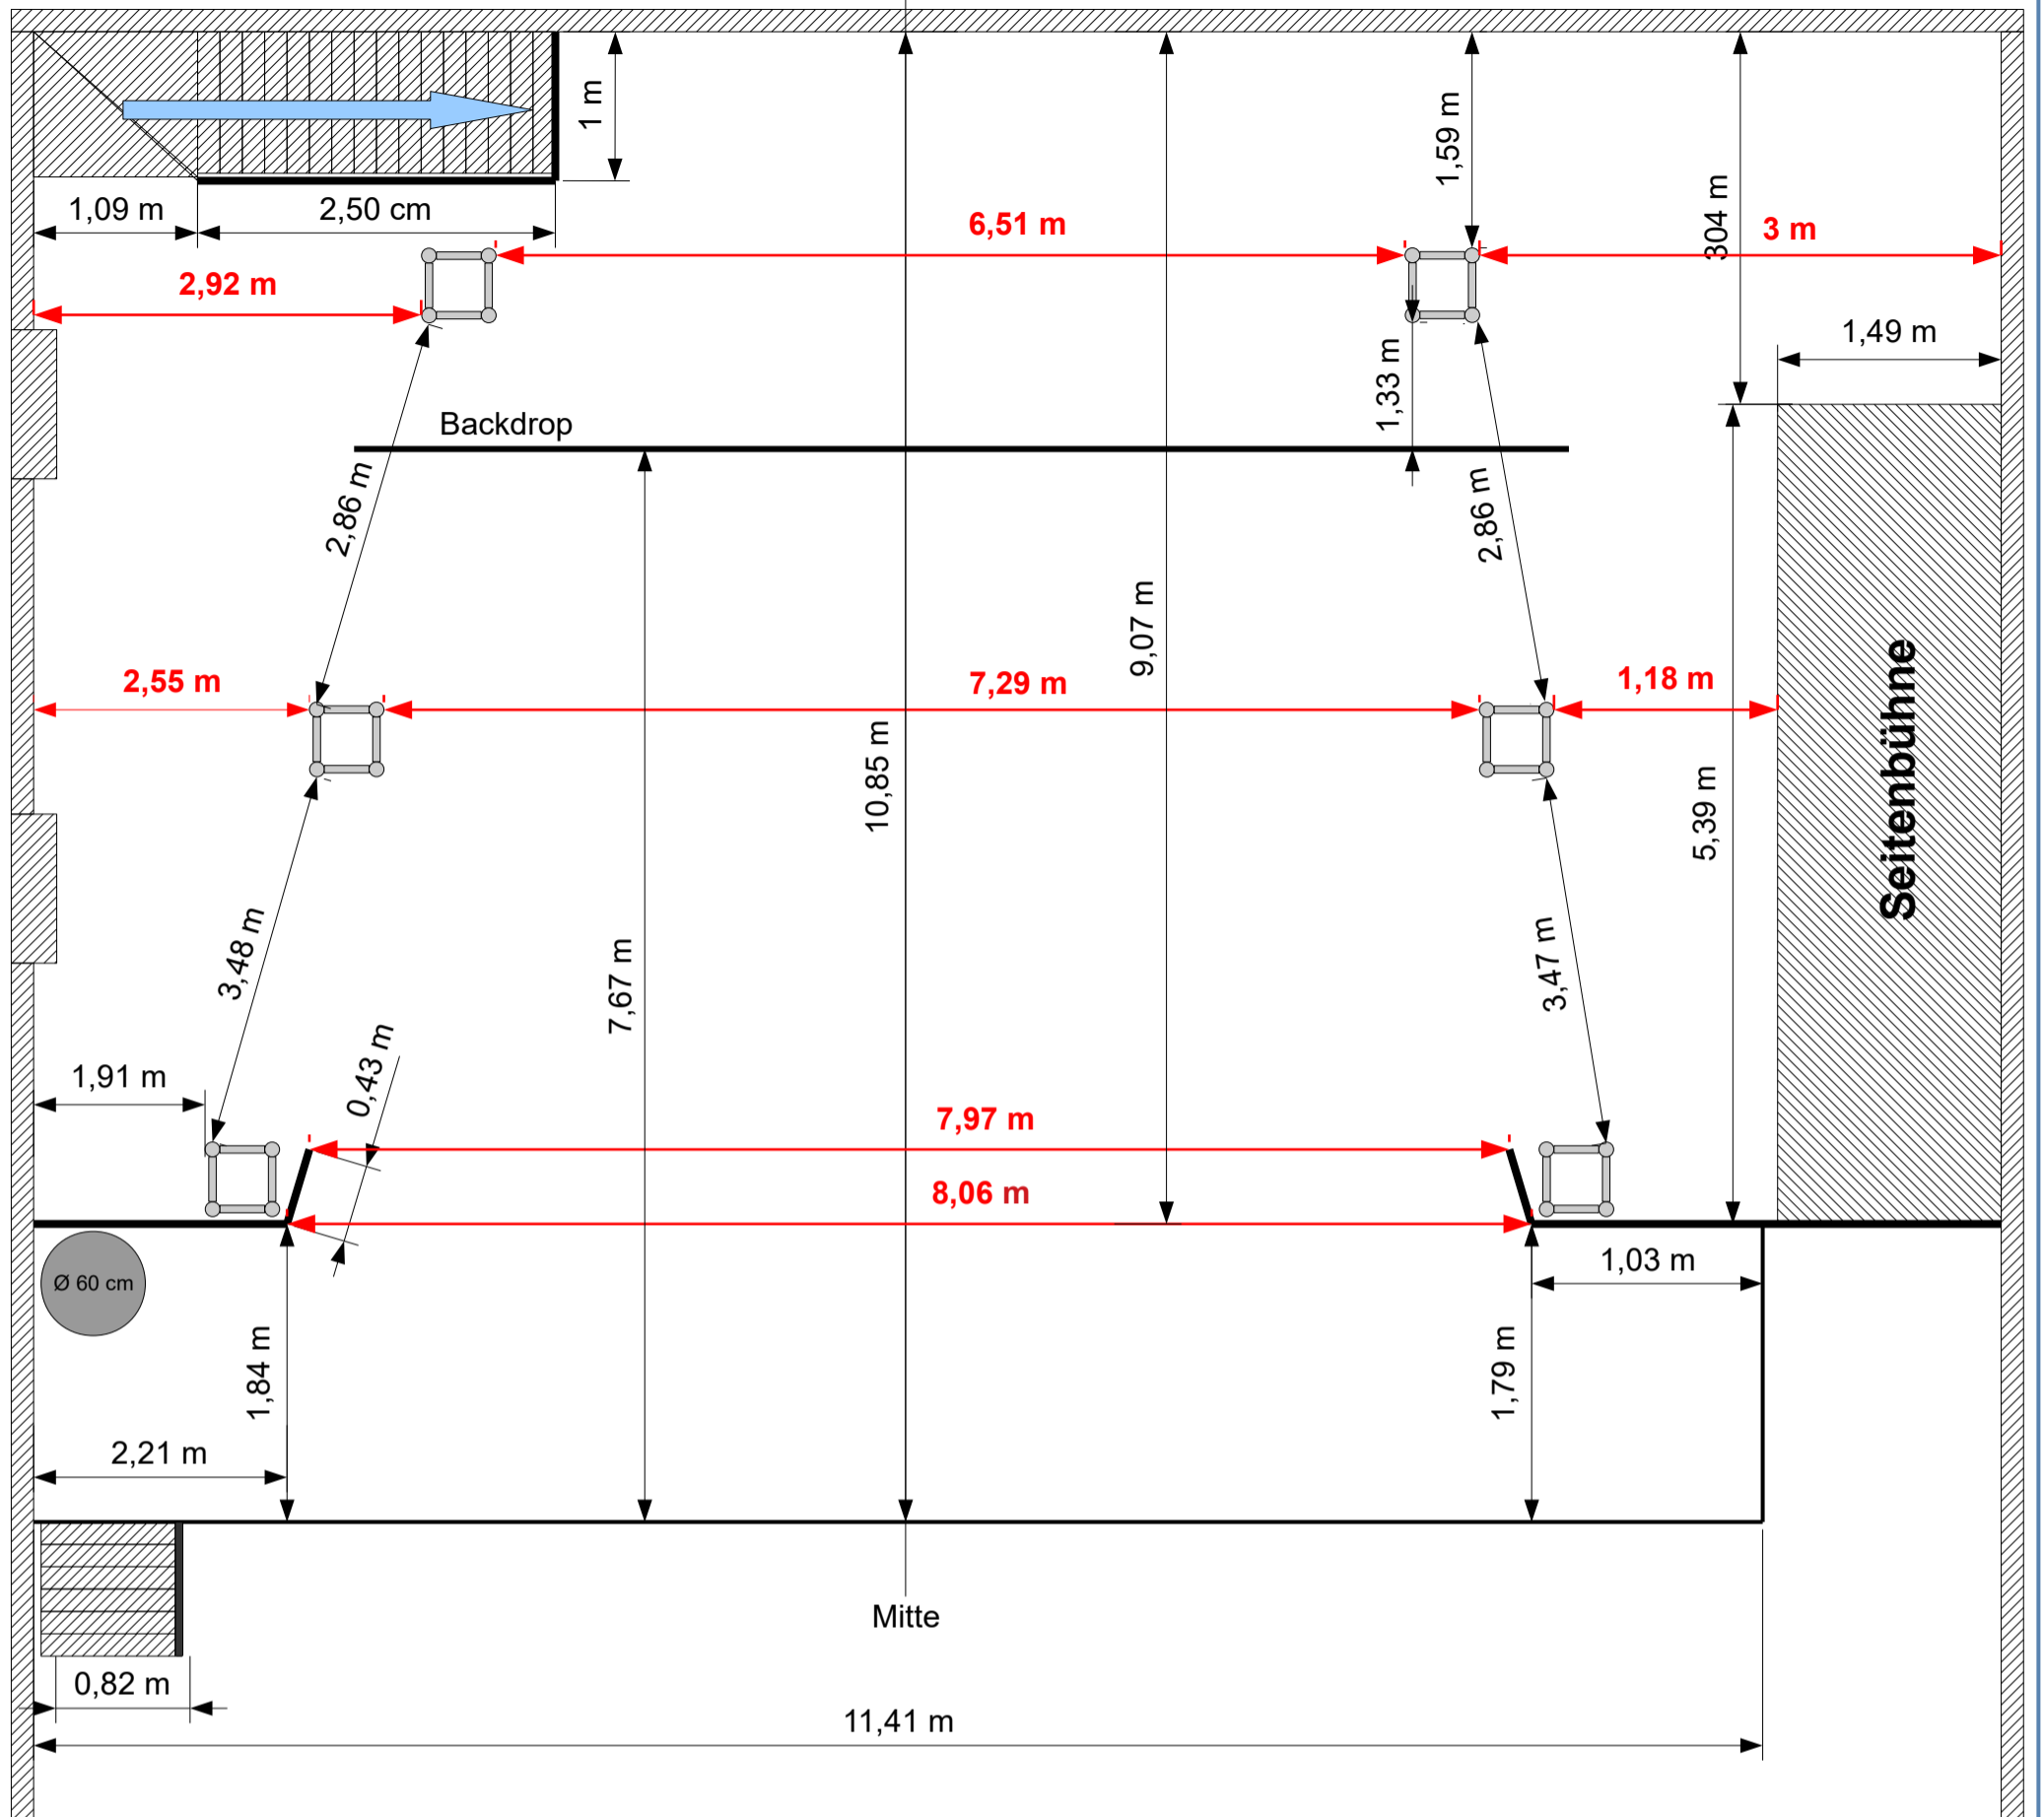 1 m
1,59 m
1,09 m
2,50 cm
6,51 m
304 m
3 m
2,92 m
1,49 m
1,33 m
Backdrop
2,86 m
2,86 m
9,07 m
2,55 m
7,29 m
1,18 m
10,85 m
5,39 m
Seitenbühne
3,48 m
7,67 m
3,47 m
1,91 m
0,43 m
7,97 m
8,06 m
Ø 60 cm
1,03 m
1,84 m
1,79 m
2,21 m
Mitte
0,82 m
11,41 m